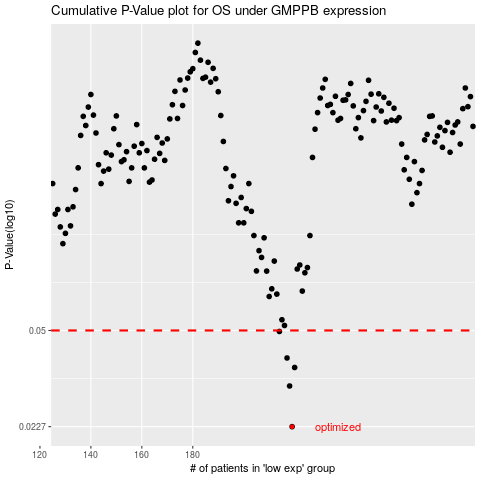 Cumulative P-Value plot for OS under GMPPB expression
P-Value(log10)
0.05
0.0227
optimized
120 140 160 180
# of patients in 'low exp' group